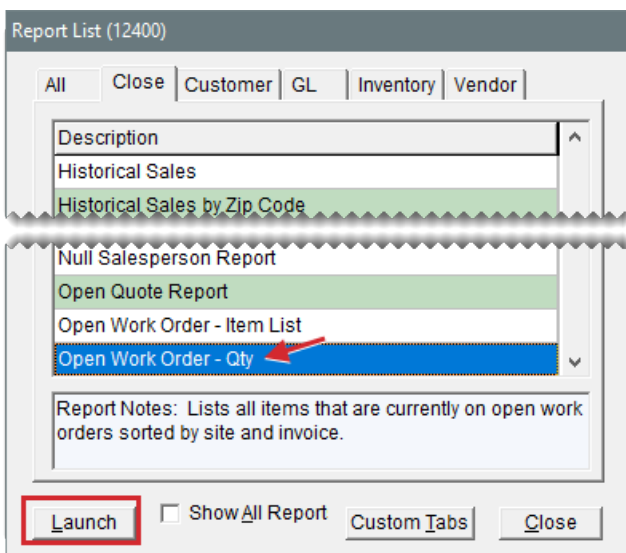 Report List (12400)
All Close Customer GL Inventory Vendor
Description
Historical Sales
Historical Sales by Zip Code
Null Salesperson Report
Open Quote Report
Open Work Order - Item List
Open Work Order - Qty
Report Notes: Lists all items that are currently on open work
orders sorted by site and invoice.
Launch Show All Report Custom Tabs Close